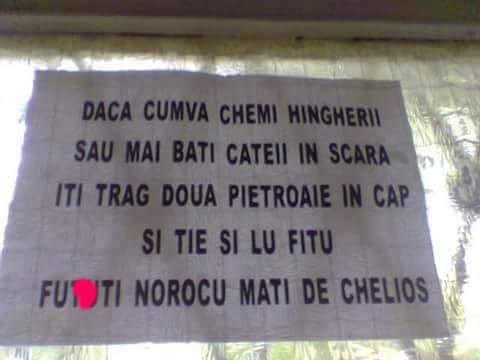 DACA CUMVA CHEMI HINGHERII
SAU MAI BATI CATEII IN SCARA
ITI TRAG DOUA PIETROAIE IN CAP
SI TIE SI LU FITU
NOROCU MATI DE CHELIOS